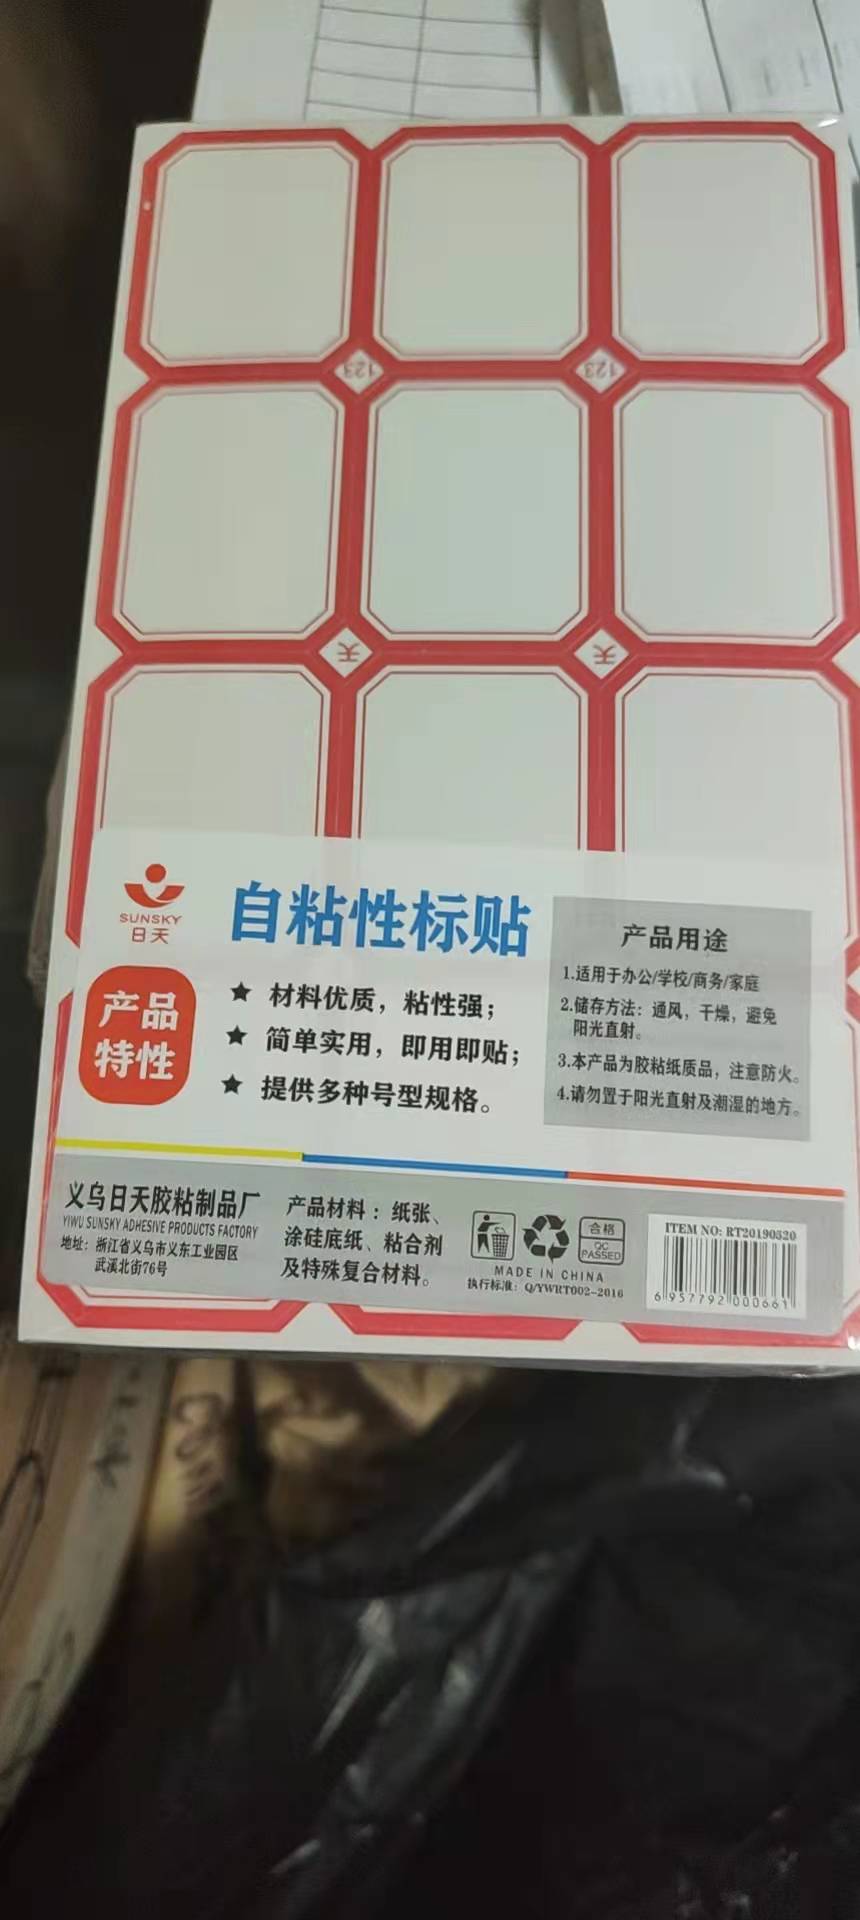 123
123
天
天
SUNSKY
日天
自粘性标贴
产品
特性
★ 材料优质，粘性强；
★ 简单实用，即用即贴；
★ 提供多种号型规格。
产品用途
1.适用于办公/学校/商务/家庭
2.储存方法：通风，干燥，避免
阳光直射。
3.本产品为胶粘纸质品，注意防火。
4.请勿置于阳光直射及潮湿的地方。
义乌日天胶粘制品厂
YIWU SUNSKY ADHESIVE PRODUCTS FACTORY
地址：浙江省义乌市义东工业园区
武溪北街76号
产品材料：纸张、
涂硅底纸、粘合剂
及特殊复合材料。
合格
QC
PASSED
MADE IN CHINA
执行标准：Q/YWRT002-2016
ITEM NO: RT20190520
6 957792 000661